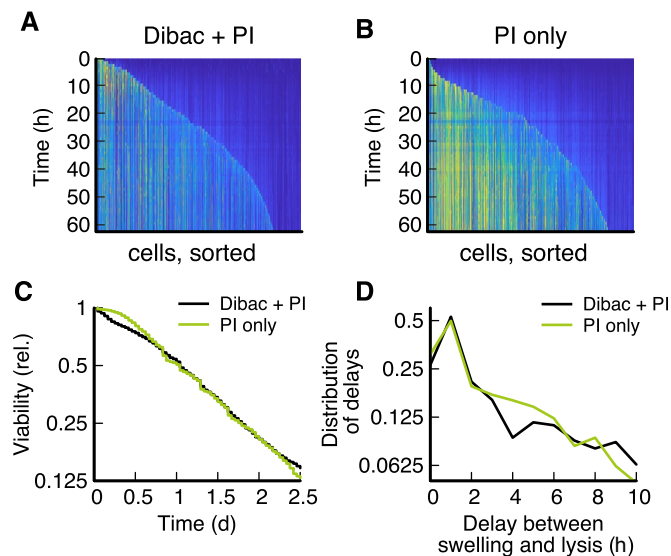 A
Dibac + PI
0
10
20
30
40
50
60
Time (h)
cells, sorted
B
PI only
0
10
20
30
40
50
60
Time (h)
cells, sorted
C
Dibac + PI
PI only
1
0.5
0.25
0.125
Viability (rel.)
0
0.5
1
1.5
2
2.5
Time (d)
D
Dibac + PI
PI only
0.5
0.25
0.125
0.0625
Distribution
of delays
0
2
4
6
8
10
Delay between
swelling and lysis (h)